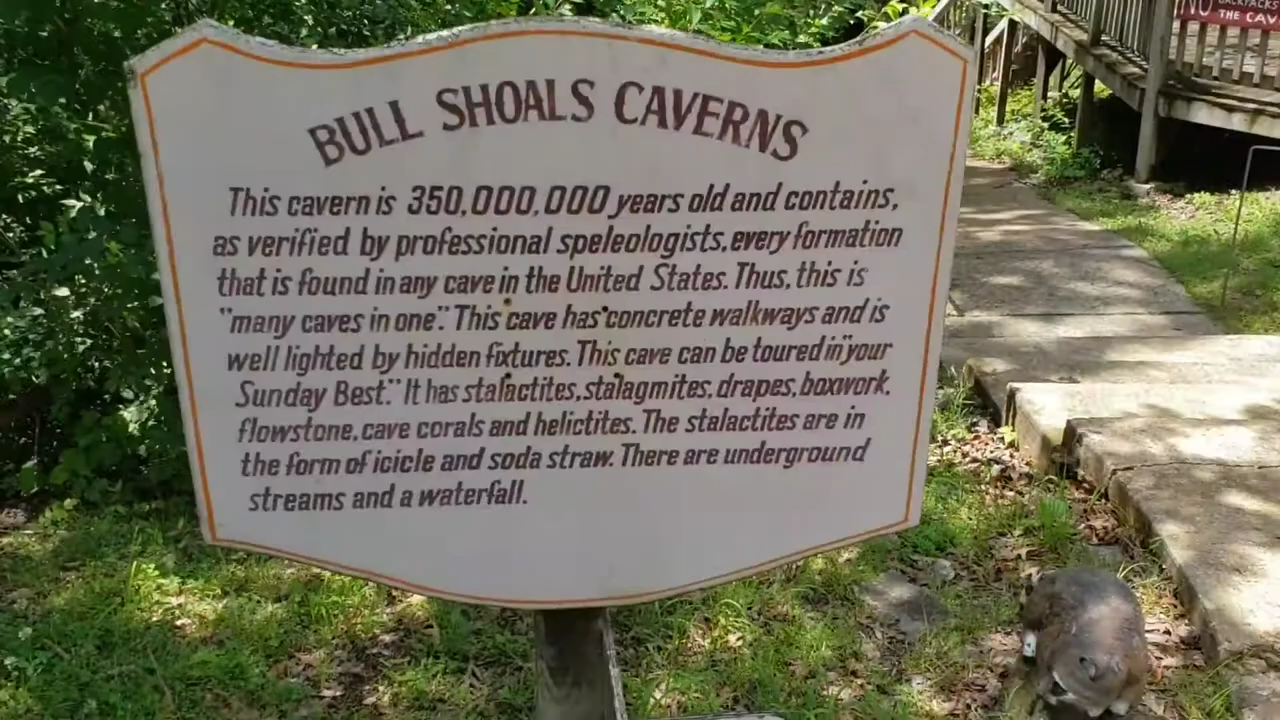 BULL SHOALS CAVERNS
This cavern is 350,000,000 years old and contains,
as verified by professional speleologists, every formation
that is found in any cave in the United States. Thus, this is
"many caves in one." This cave has concrete walkways and is
well lighted by hidden fixtures. This cave can be toured in "your
Sunday Best." It has stalactites, stalagmites, drapes, boxwork,
flowstone, cave corals and helictites. The stalactites are in
the form of icicle and soda straw. There are underground
streams and a waterfall.
NO BACKPACKS
THE CAV